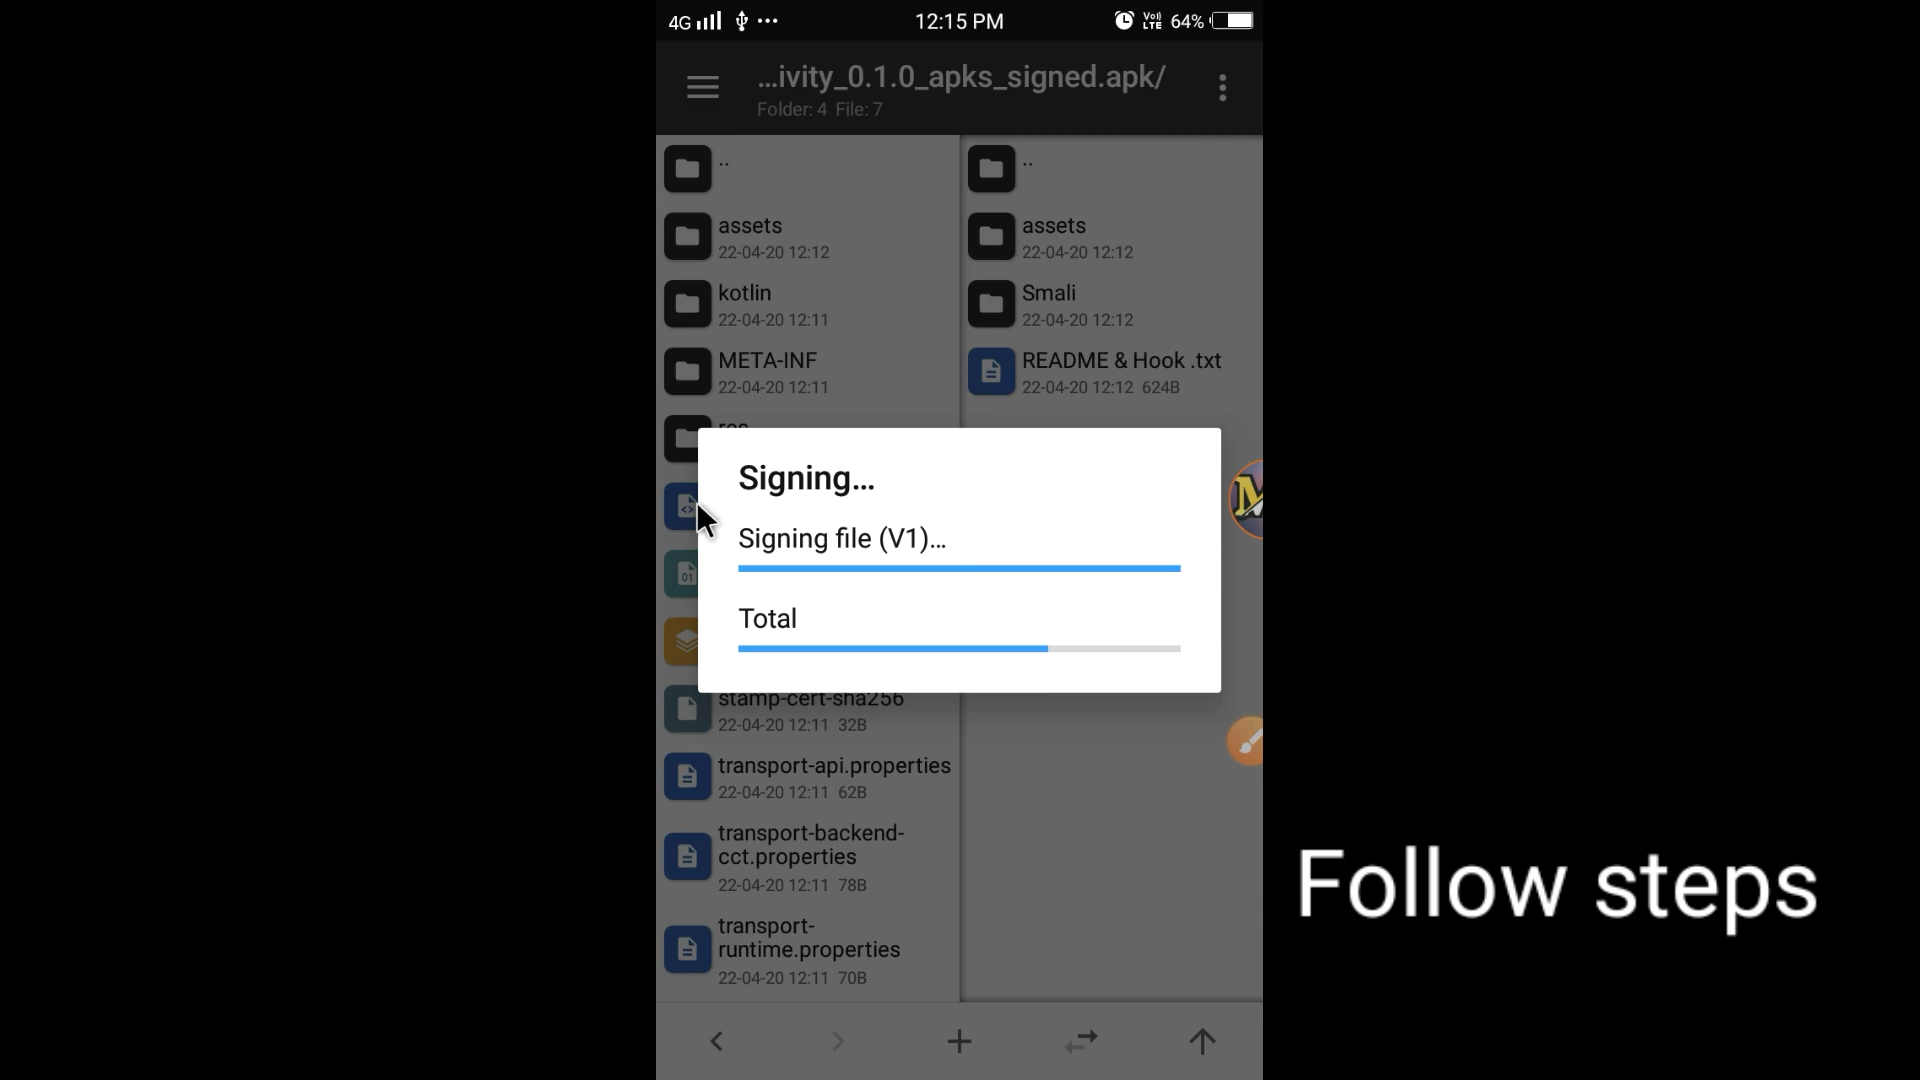 4G
12:15 PM
Vo))
LTE
64%
...ivity_0.1.0_apks_signed.apk/
Folder: 4 File: 7
..
assets
22-04-20 12:12
kotlin
22-04-20 12:11
META-INF
22-04-20 12:11
..
assets
22-04-20 12:12
Smali
22-04-20 12:12
README & Hook .txt
22-04-20 12:12 624B
Signing...
Signing file (V1)...
Total
01
M
stamp-cert-sha256
22-04-20 12:11 32B
transport-api.properties
22-04-20 12:11 62B
transport-backend-
cct.properties
22-04-20 12:11 78B
transport-
runtime.properties
22-04-20 12:11 70B
Follow steps